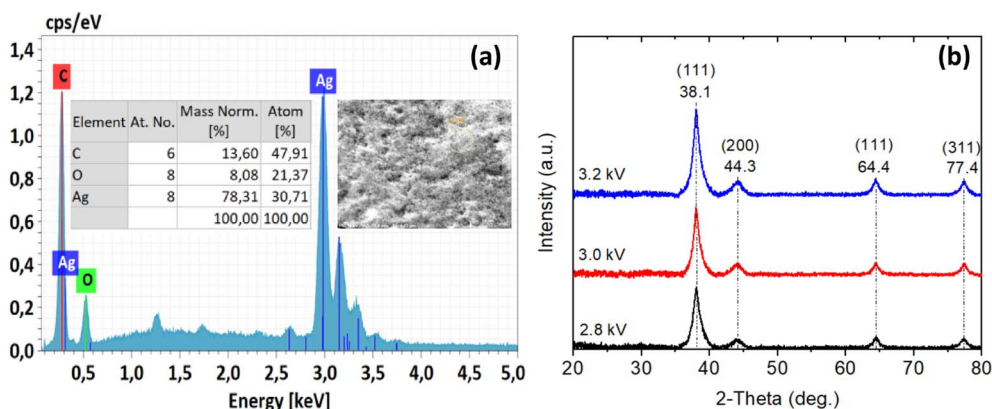 cps/eV
1,4
1,2
1,0
0,8
0,6
0,4
0,2
0,0
(a)
C
Ag
O
Ag
Element At. No. Mass Norm. [%] Atom [%]
C 6 13,60 47,91
O 8 8,08 21,37
Ag 8 78,31 30,71
100,00 100,00
0,5 1,0 1,5 2,0 2,5 3,0 3,5 4,0 4,5 5,0
Energy [keV]
(b)
Intensity (a.u.)
(111)
38.1
(200)
44.3
(111)
64.4
(311)
77.4
3.2 kV
3.0 kV
2.8 kV
20 30 40 50 60 70 80
2-Theta (deg.)